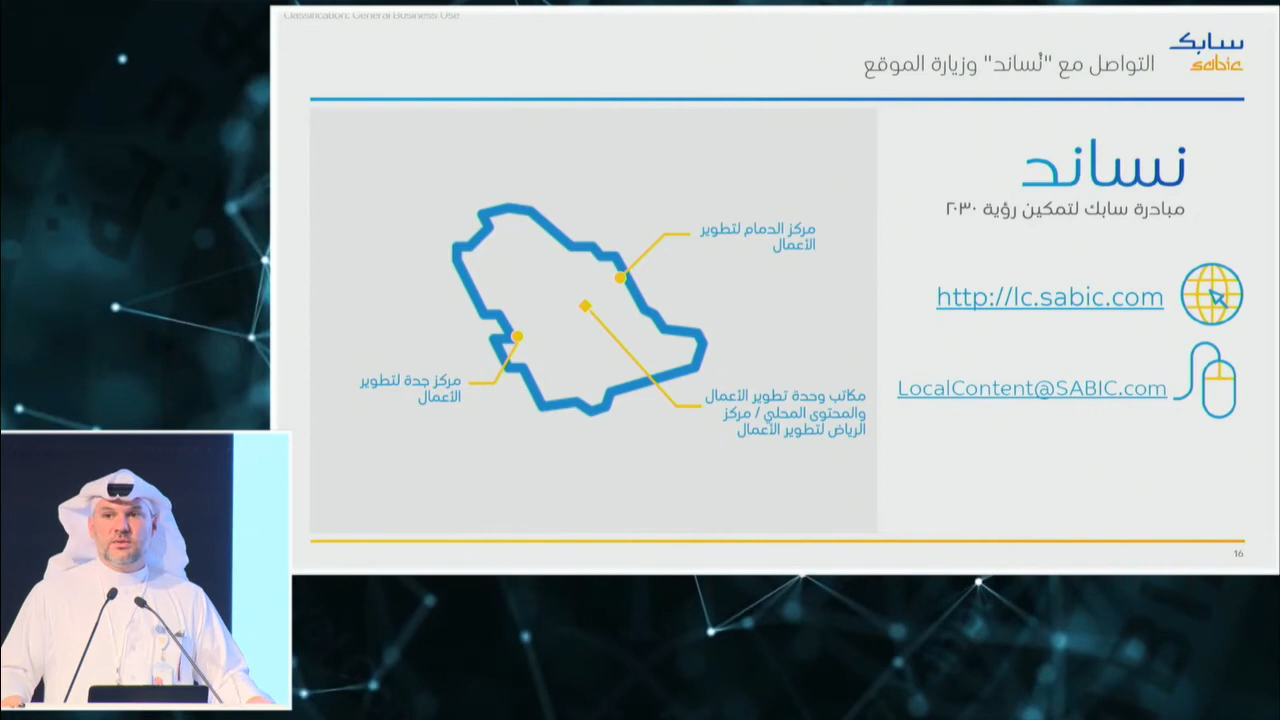 Classification: General Business Use
سابك
sabic
التواصل مع "نُساند" وزيارة الموقع
نساند
مبادرة سابك لتمكين رؤية ٢٠٣٠
http://lc.sabic.com
LocalContent@SABIC.com
مركز الدمام لتطوير
الأعمال
مركز جدة لتطوير
الأعمال
مكاتب وحدة تطوير الأعمال
والمحتوى المحلي / مركز
الرياض لتطوير الأعمال
16